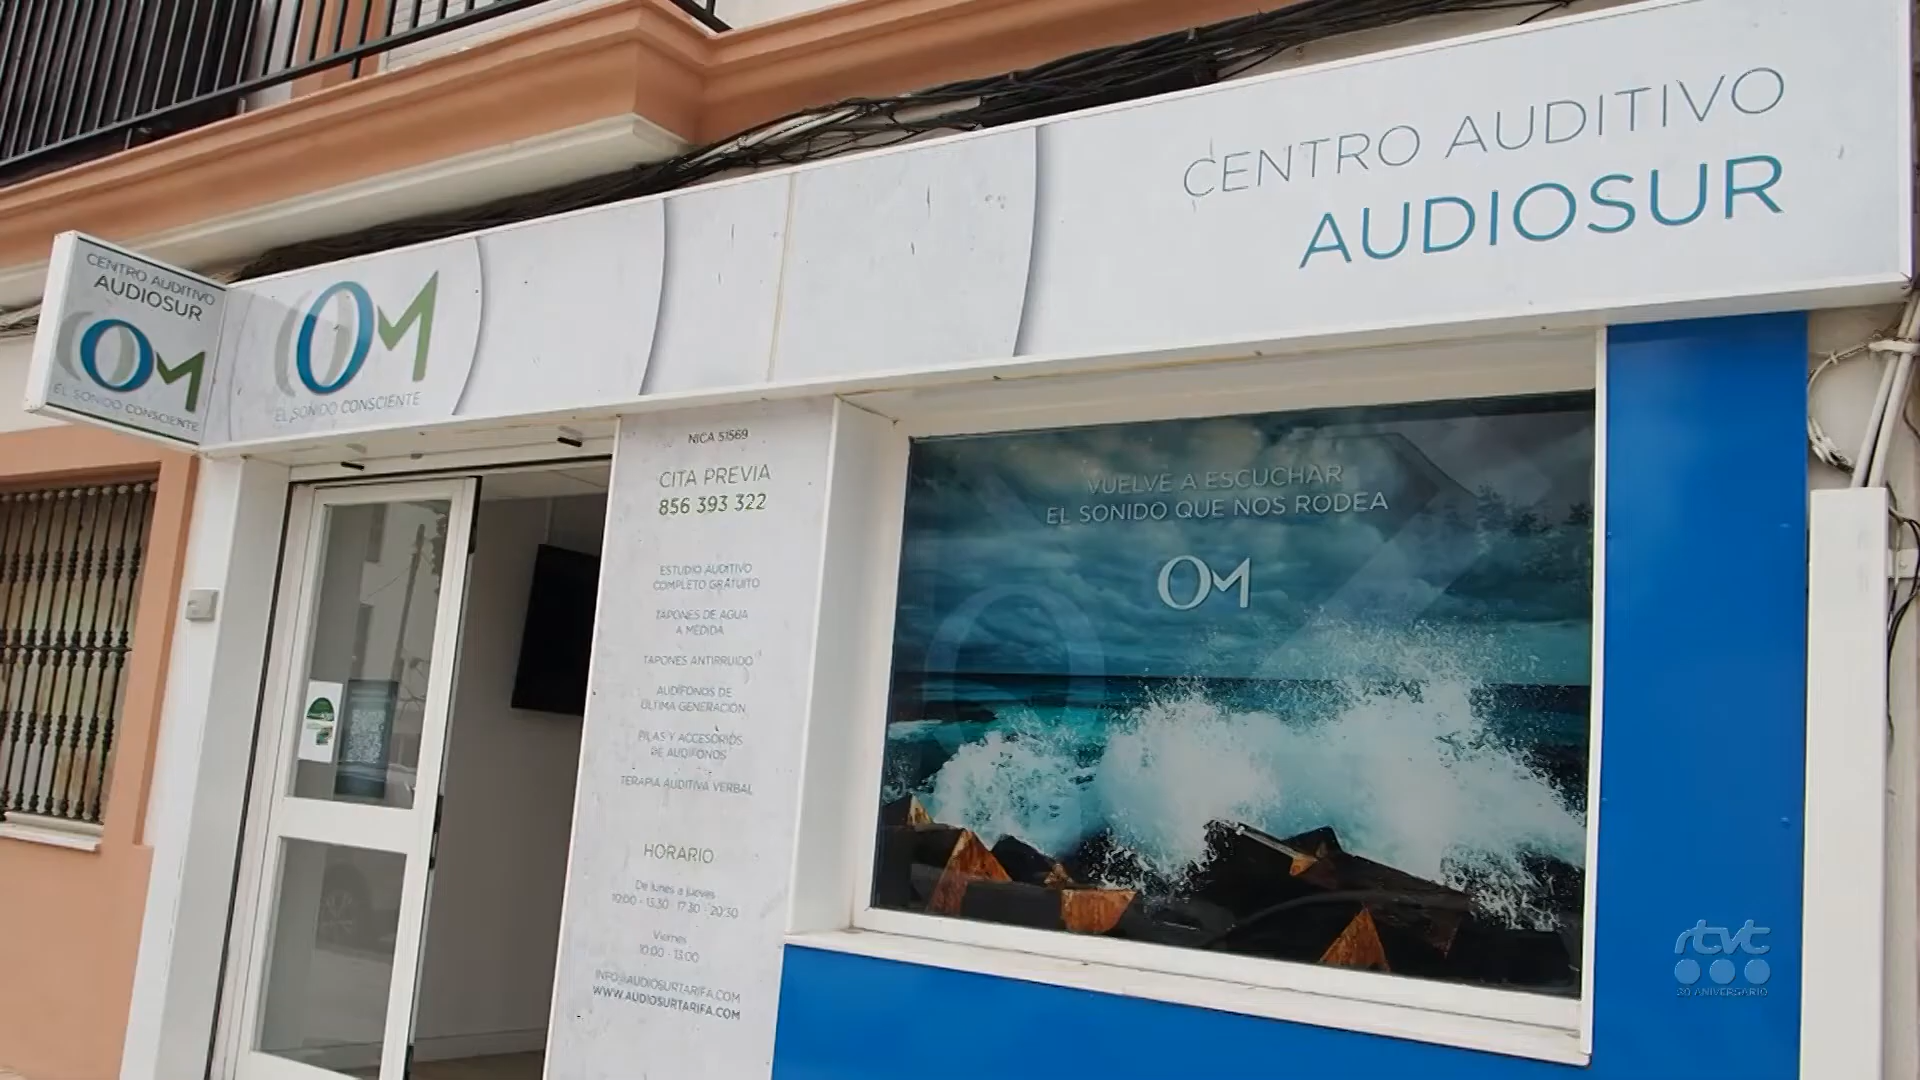 CENTRO AUDITIVO
AUDIOSUR
OM
EL SONIDO CONSCIENTE
OM
EL SONIDO CONSCIENTE
CENTRO AUDITIVO
AUDIOSUR
NICA 51569
CITA PREVIA
856 393 322
ESTUDIO AUDITIVO
COMPLETO GRATUITO
TAPONES DE AGUA
A MEDIDA
TAPONES ANTIRRUIDO
AUDÍFONOS DE
ÚLTIMA GENERACIÓN
PILAS Y ACCESORIOS
DE AUDÍFONOS
TERAPIA AUDITIVA VERBAL
HORARIO
De lunes a jueves
10:00 - 13:30 17:30 - 20:30
Viernes
10:00 - 13:00
INFO@AUDIOSURTARIFA.COM
WWW.AUDIOSURTARIFA.COM
VUELVE A ESCUCHAR
EL SONIDO QUE NOS RODEA
OM
rtvt
30 ANIVERSARIO